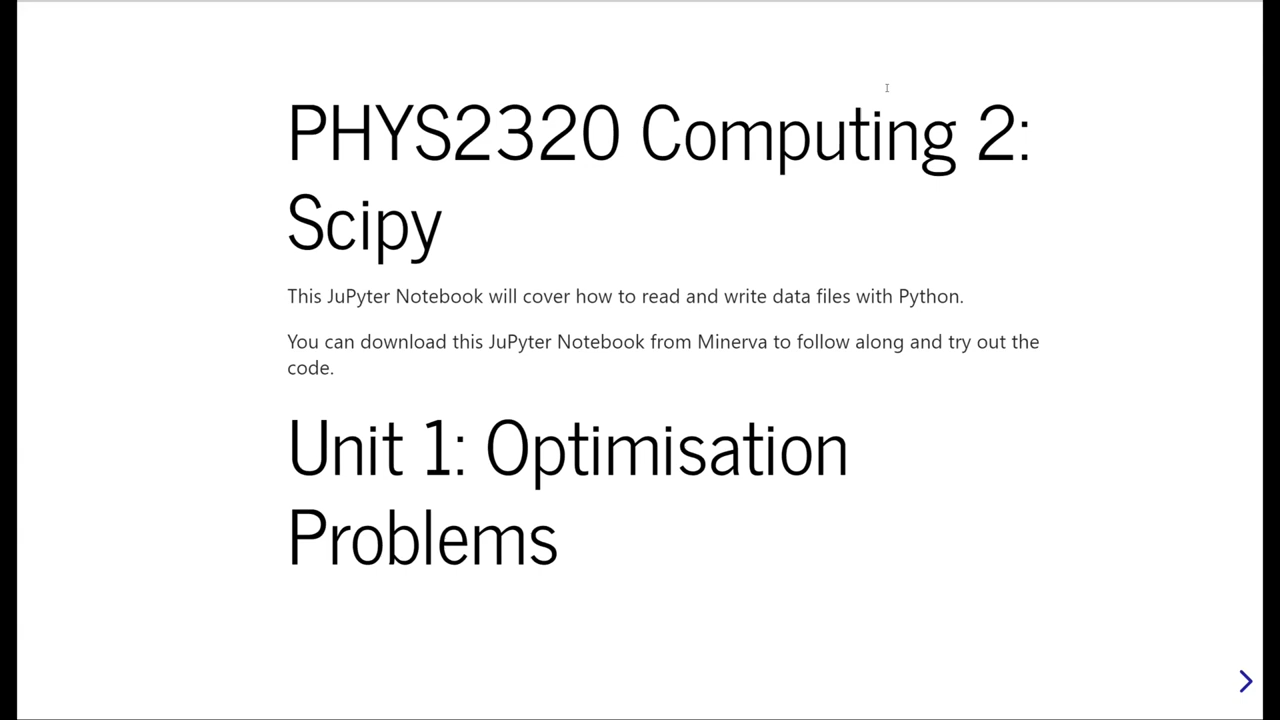 PHYS2320 Computing 2:
Scipy
This JuPyter Notebook will cover how to read and write data files with Python.
You can download this JuPyter Notebook from Minerva to follow along and try out the
code.
Unit 1: Optimisation
Problems